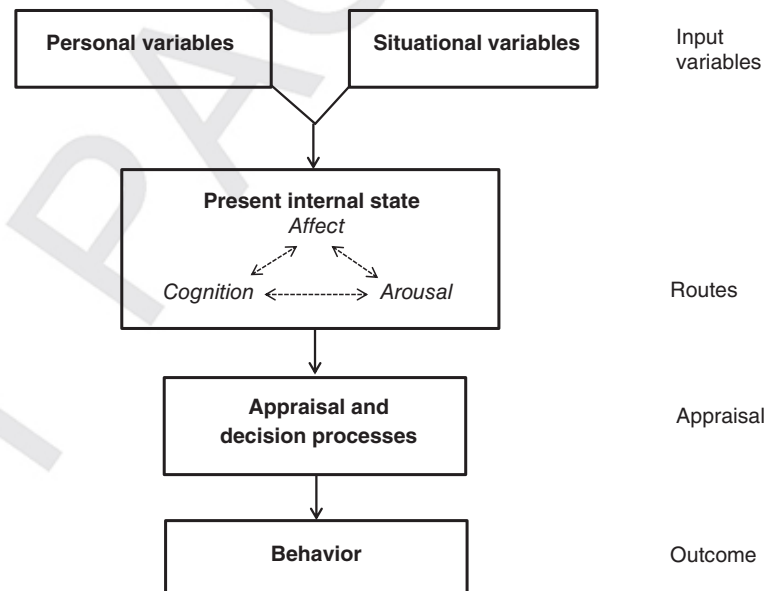 Personal variables
Situational variables
Input
variables
Present internal state
Affect
Cognition
Arousal
Routes
Appraisal and
decision processes
Appraisal
Behavior
Outcome